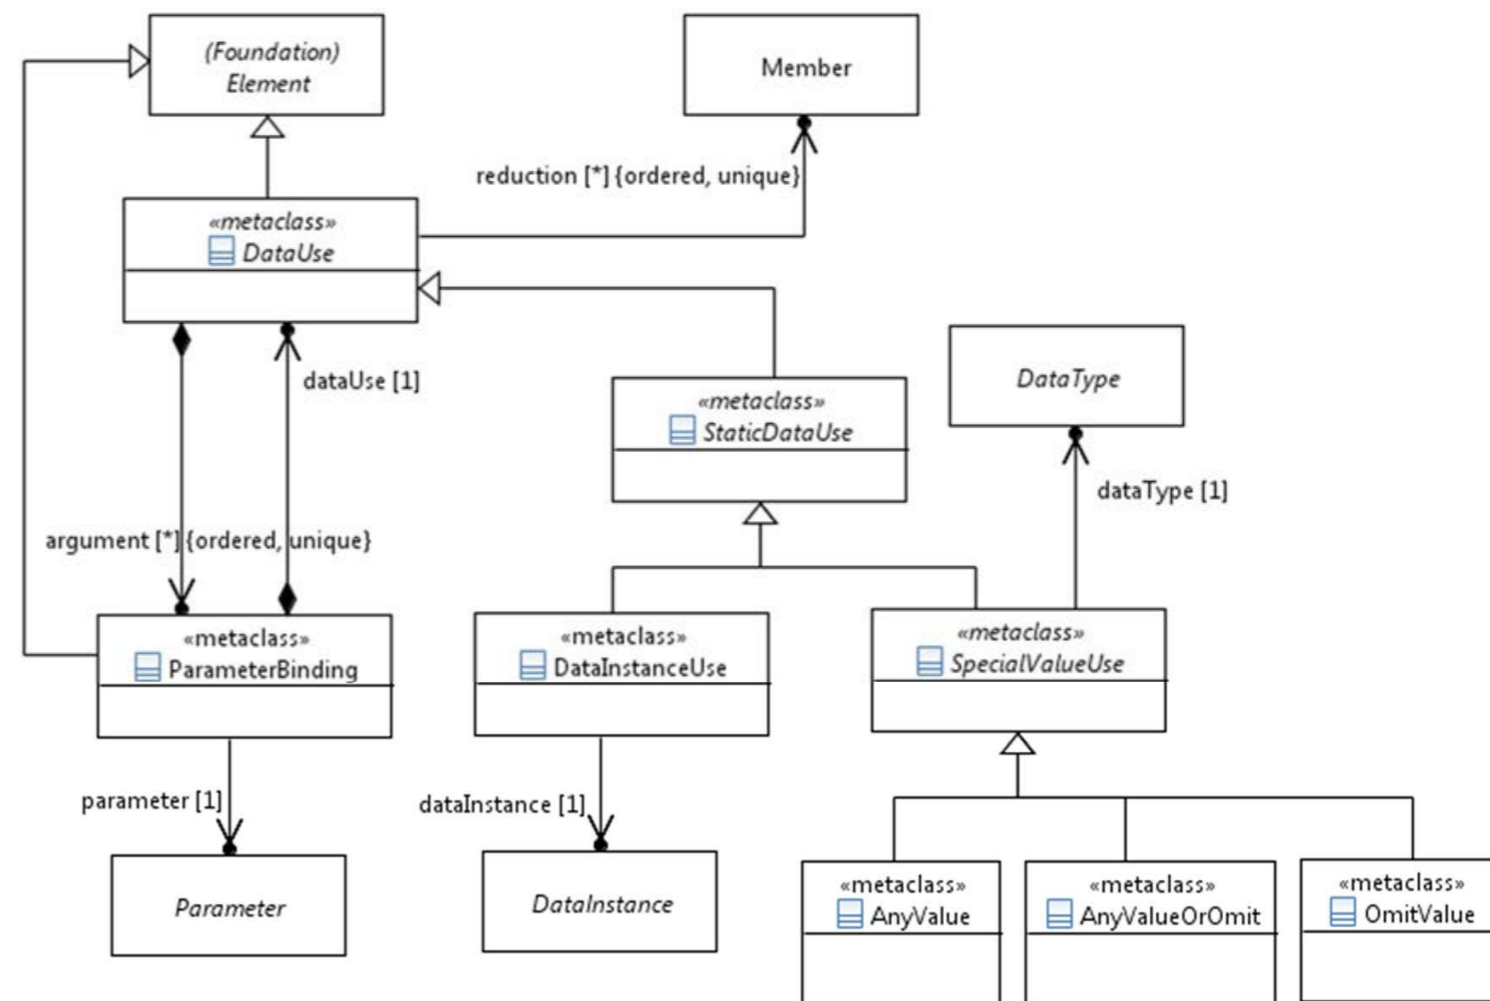 (Foundation)
Element
Member
reduction [*] {ordered, unique}
«metaclass»
DataUse
dataUse [1]
«metaclass»
StaticDataUse
DataType
dataType [1]
argument [*] {ordered, unique}
«metaclass»
ParameterBinding
«metaclass»
DataInstanceUse
«metaclass»
SpecialValueUse
parameter [1]
dataInstance [1]
Parameter
DataInstance
«metaclass»
AnyValue
«metaclass»
AnyValueOrOmit
«metaclass»
OmitValue